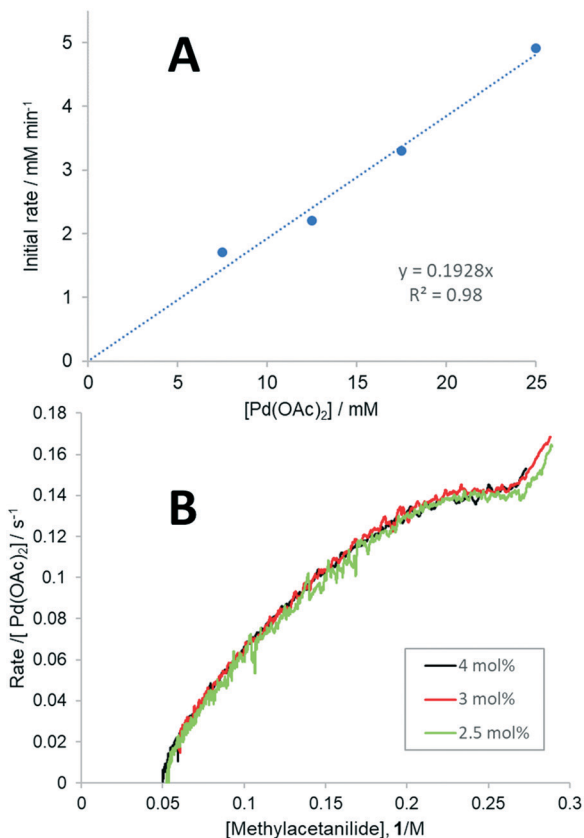 A
Initial rate / mM min⁻¹
5
4
3
2
1
0
y = 0.1928x
R² = 0.98
0 5 10 15 20 25
[Pd(OAc)₂] / mM
B
Rate /[ Pd(OAc)₂] / s⁻¹
0.18
0.16
0.14
0.12
0.1
0.08
0.06
0.04
0.02
0
4 mol%
3 mol%
2.5 mol%
0.05 0.1 0.15 0.2 0.25 0.3
[Methylacetanilide], 1/M